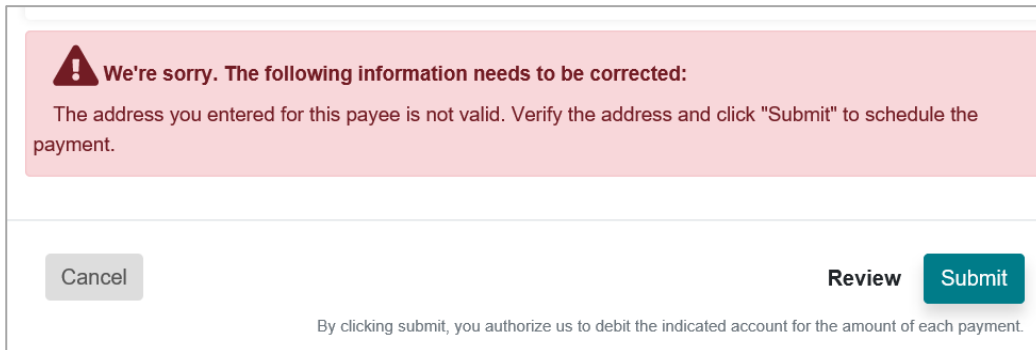 We're sorry. The following information needs to be corrected:
The address you entered for this payee is not valid. Verify the address and click "Submit" to schedule the
payment.
Cancel
Review
Submit
By clicking submit, you authorize us to debit the indicated account for the amount of each payment.